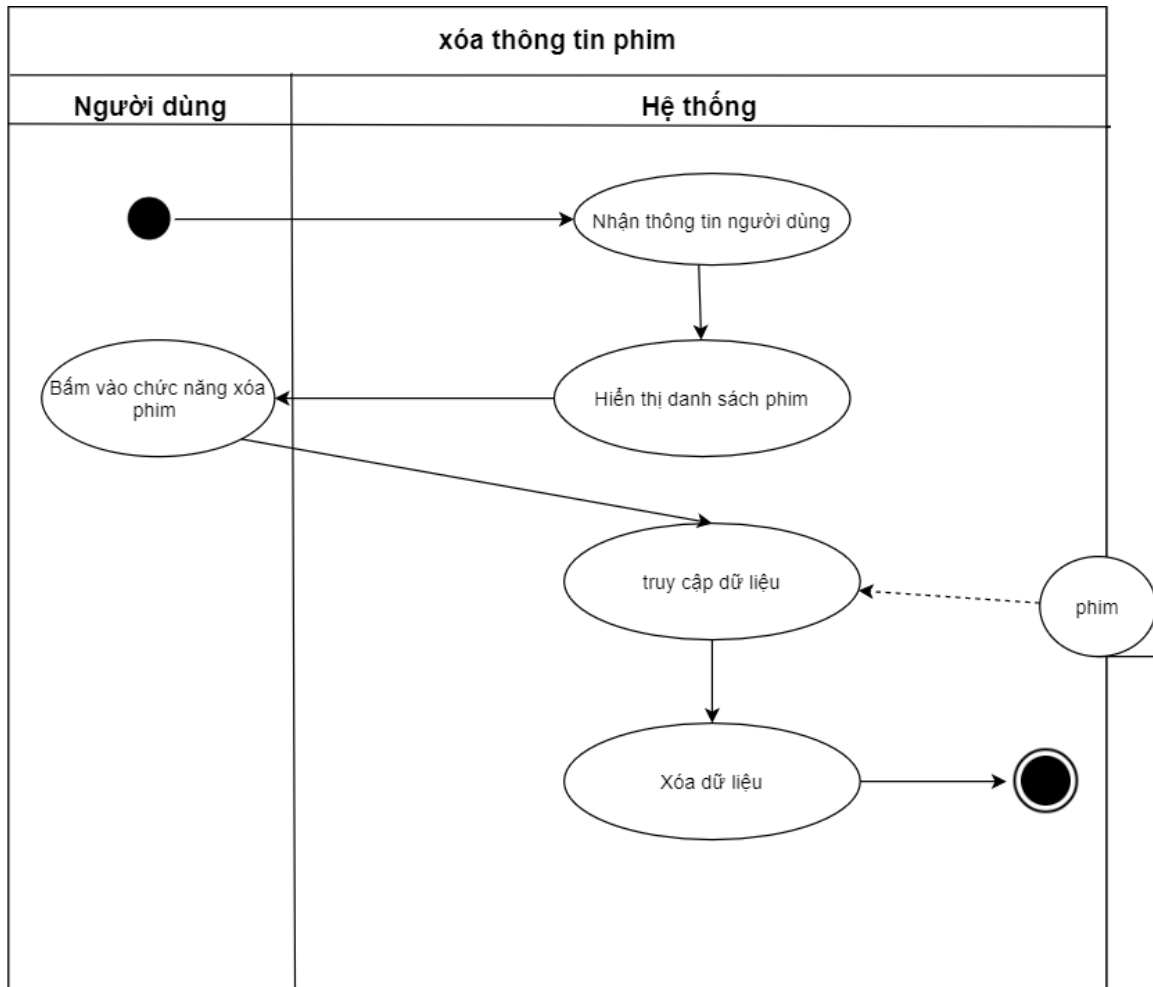 xóa thông tin phim
Người dùng
Hệ thống
Nhận thông tin người dùng
Bấm vào chức năng xóa
phim
Hiển thị danh sách phim
truy cập dữ liệu
phim
Xóa dữ liệu